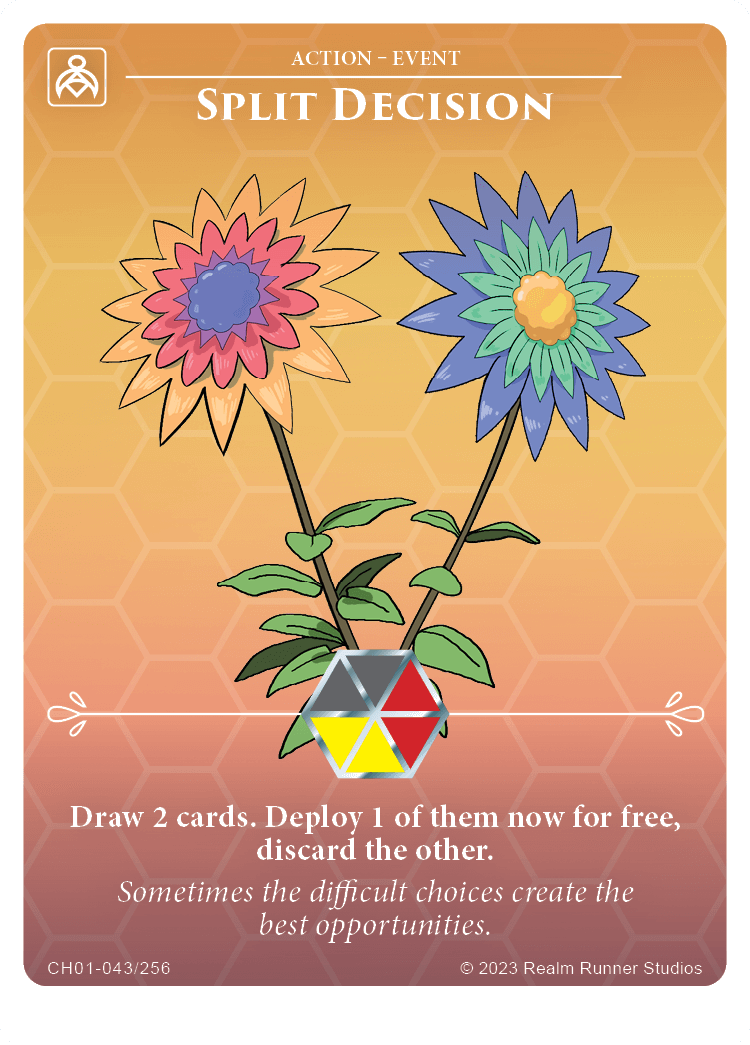 ACTION – EVENT
SPLIT DECISION
Draw 2 cards. Deploy 1 of them now for free,
discard the other.
Sometimes the difficult choices create the
best opportunities.
CH01-043/256
© 2023 Realm Runner Studios